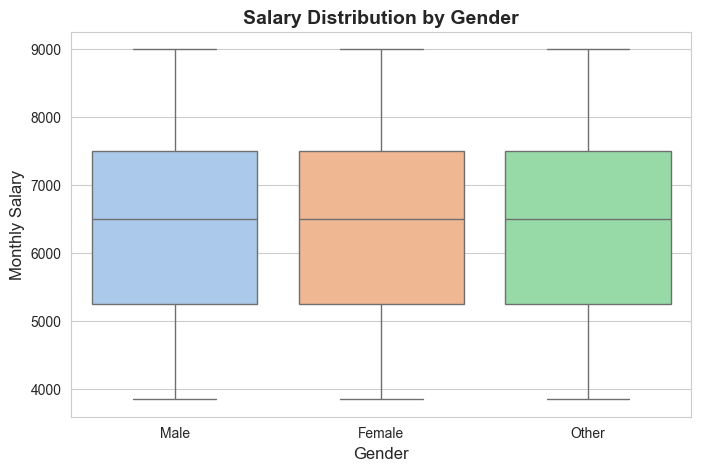 Salary Distribution by Gender
9000
8000
7000
6000
5000
4000
Monthly Salary
Male Female Other
Gender